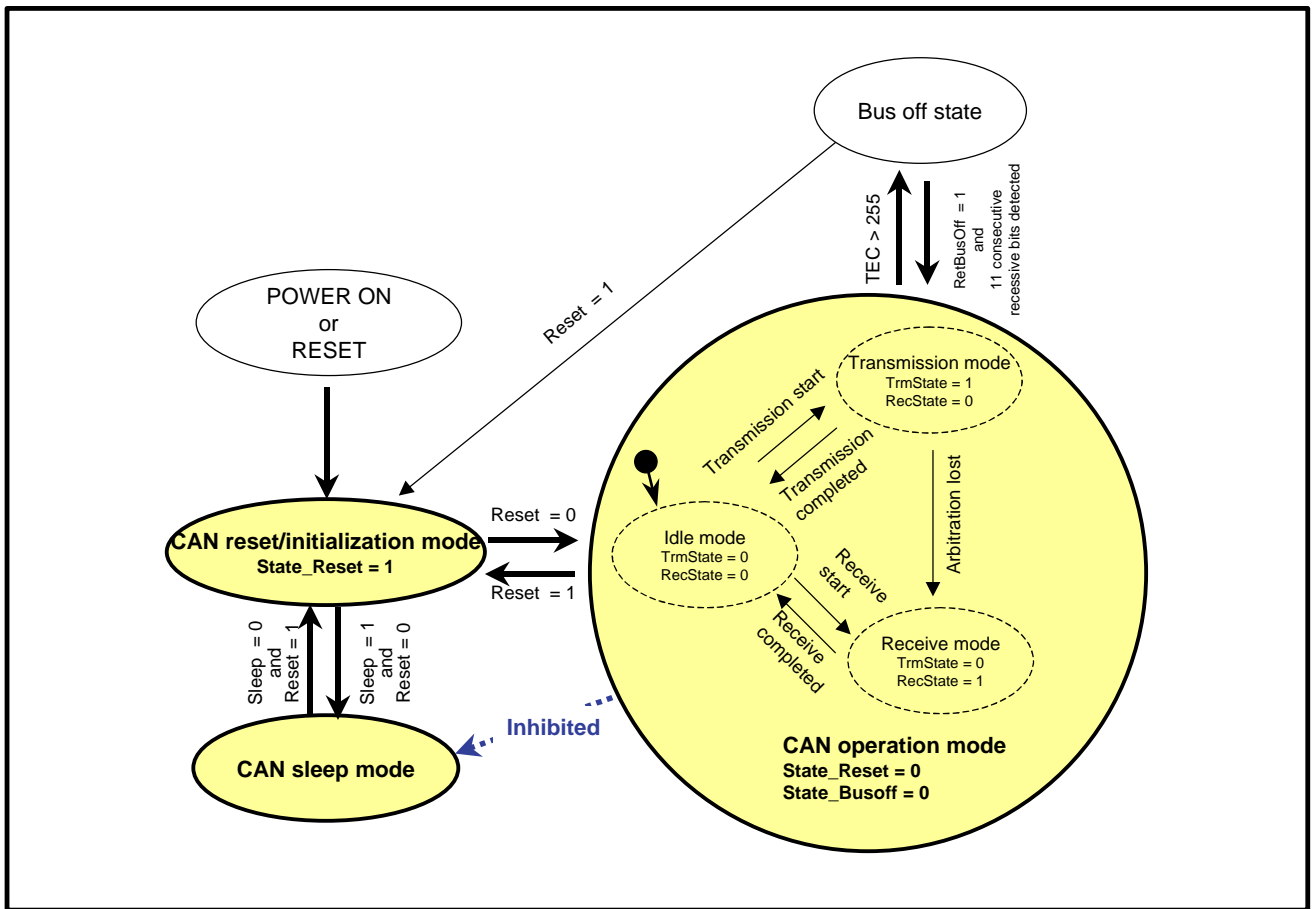 Bus off state
TEC > 255
RetBusOff = 1
and
11 consecutive
recessive bits detected
Reset = 1
POWER ON
or
RESET
Transmission mode
TrmState = 1
RecState = 0
Transmission start
Transmission
completed
Arbitration lost
CAN reset/initialization mode
State_Reset = 1
Reset = 0
Reset = 1
Idle mode
TrmState = 0
RecState = 0
Receive
start
Receive
completed
Receive mode
TrmState = 0
RecState = 1
Sleep = 0
and
Reset = 1
Sleep = 1
and
Reset = 0
Inhibited
CAN sleep mode
CAN operation mode
State_Reset = 0
State_Busoff = 0